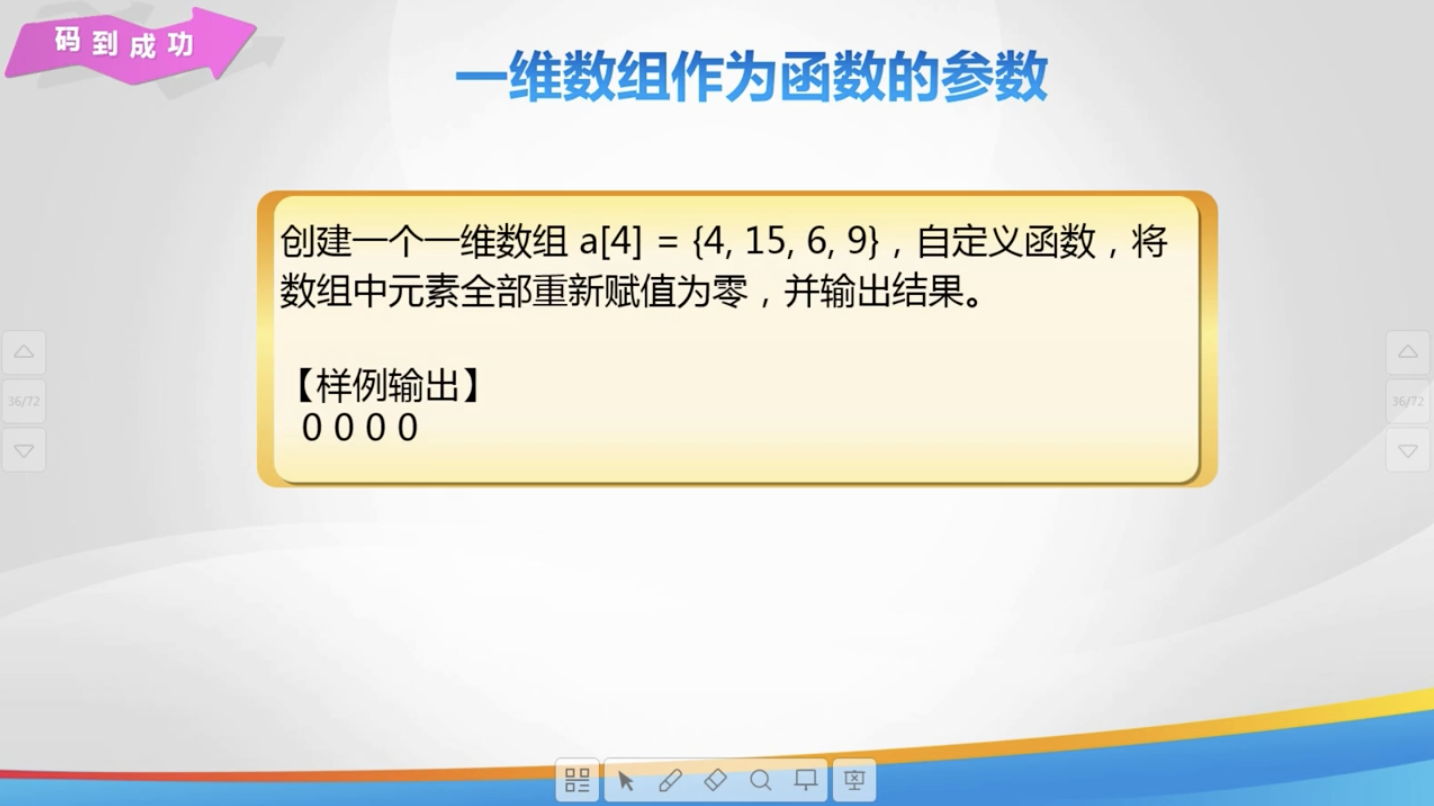 码到成功
一维数组作为函数的参数
创建一个一维数组 a[4] = {4, 15, 6, 9}，自定义函数，将
数组中元素全部重新赋值为零，并输出结果。
【样例输出】
0 0 0 0
36/72
36/72